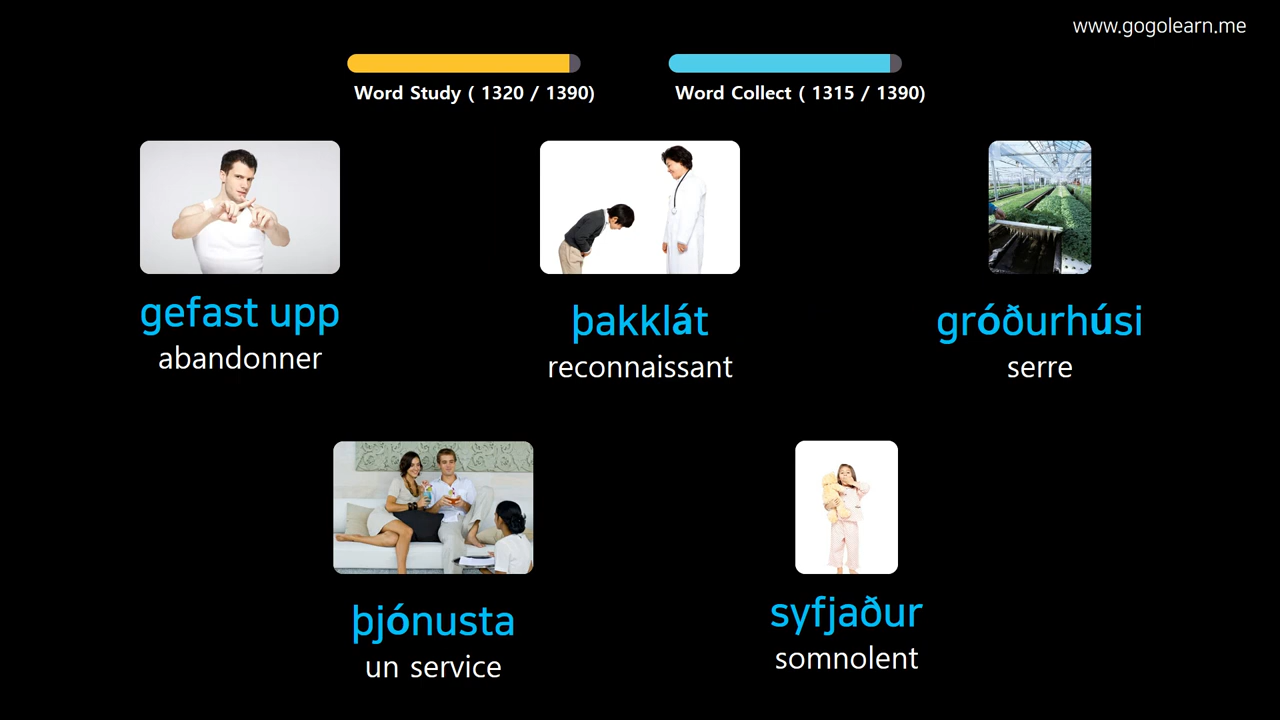 www.gogolearn.me
Word Study ( 1320 / 1390)
Word Collect ( 1315 / 1390)
gefast upp
abandonner
þakklát
reconnaissant
gróðurhúsi
serre
þjónusta
un service
syfjaður
somnolent